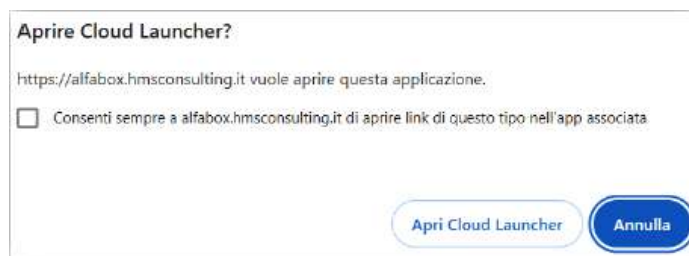 Aprire Cloud Launcher?
https://alfabox.hmsconsulting.it vuole aprire questa applicazione.
Consenti sempre a alfabox.hmsconsulting.it di aprire link di questo tipo nell'app associata
Apri Cloud Launcher Annulla